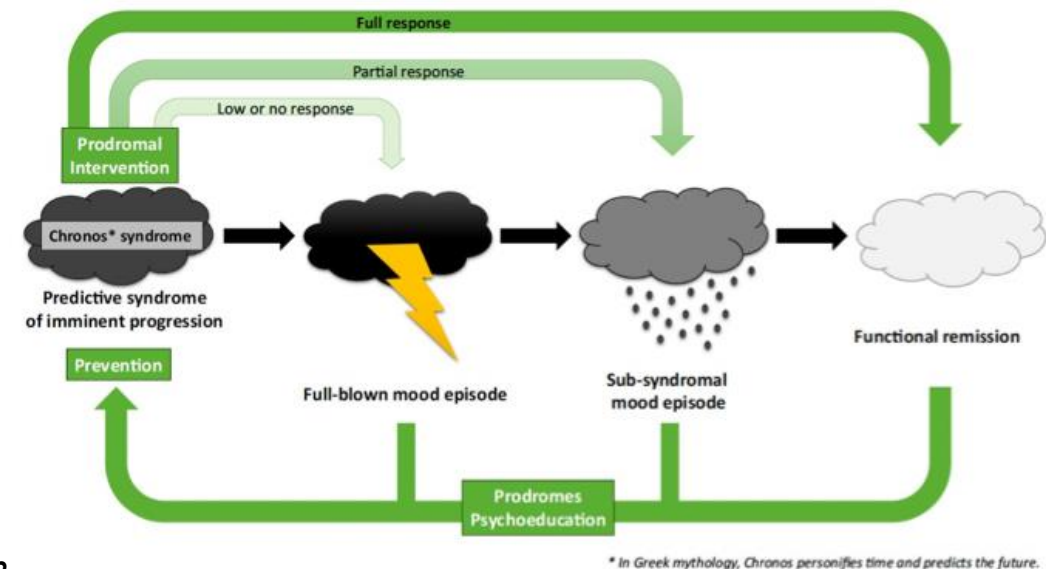 Full response
Partial response
Low or no response
Prodromal
Intervention
Chronos* syndrome
Predictive syndrome
of imminent progression
Prevention
Full-blown mood episode
Sub-syndromal
mood episode
Functional remission
Prodromes
Psychoeducation
* In Greek mythology, Chronos personifies time and predicts the future.